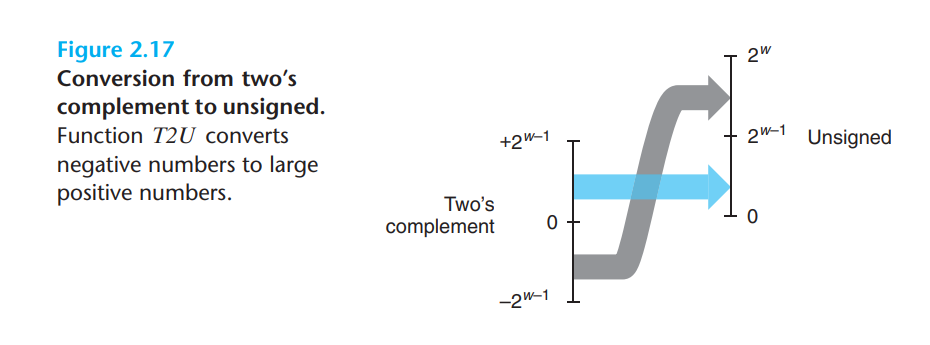 Figure 2.17
Conversion from two’s
complement to unsigned.
Function T2U converts
negative numbers to large
positive numbers.
2^w
+2^{w–1}
2^{w–1} Unsigned
Two’s
complement
0
0
–2^{w–1}